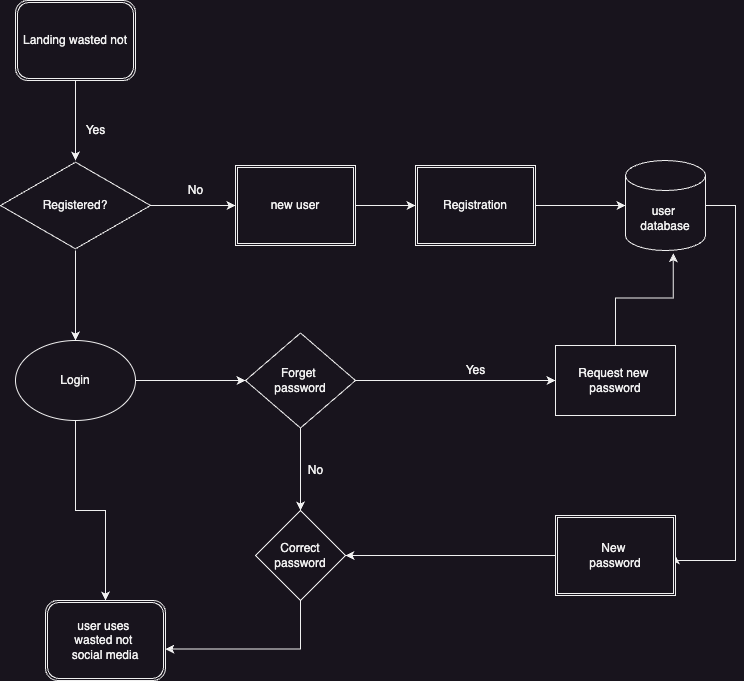 Landing wasted not
Yes
Registered?
No
new user
Registration
user
database
Login
Forget
password
Yes
Request new
password
No
Correct
password
New
password
user uses
wasted not
social media